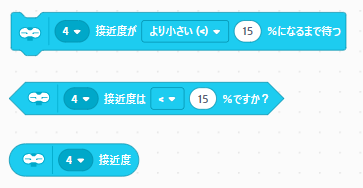 4 接近度が より小さい (<) 15 %になるまで待つ
4 接近度は < 15 %ですか？
4 接近度